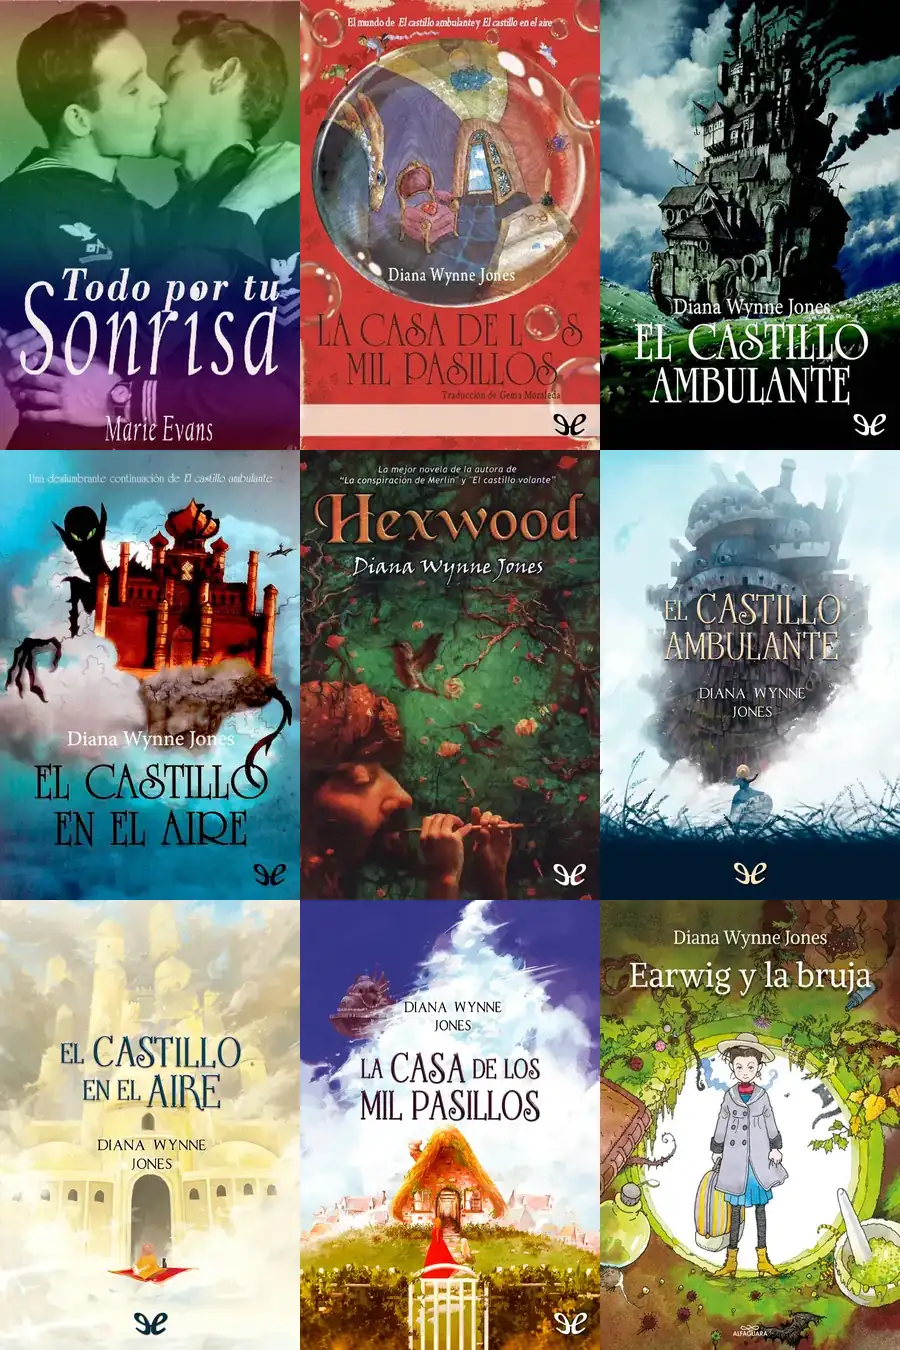 Todo por tu
Sonrisa
Marie Evans
El mundo de El castillo ambulante y El castillo en el aire
Diana Wynne Jones
LA CASA DE LOS
MIL PASILLOS
Traducción de Gema Moraleda
Diana Wynne Jones
EL CASTILLO
AMBULANTE
Una deslumbrante continuación de El castillo ambulante
Diana Wynne Jones
EL CASTILLO
EN EL AIRE
La mejor novela de la autora de
"La conspiración de Merlín" y "El castillo volante"
Hexwood
Diana Wynne Jones
EL CASTILLO
AMBULANTE
DIANA WYNNE
JONES
EL CASTILLO
EN EL AIRE
DIANA WYNNE
JONES
DIANA WYNNE
JONES
LA CASA DE LOS
MIL PASILLOS
Diana Wynne Jones
Earwig y la bruja
ALFAGUARA